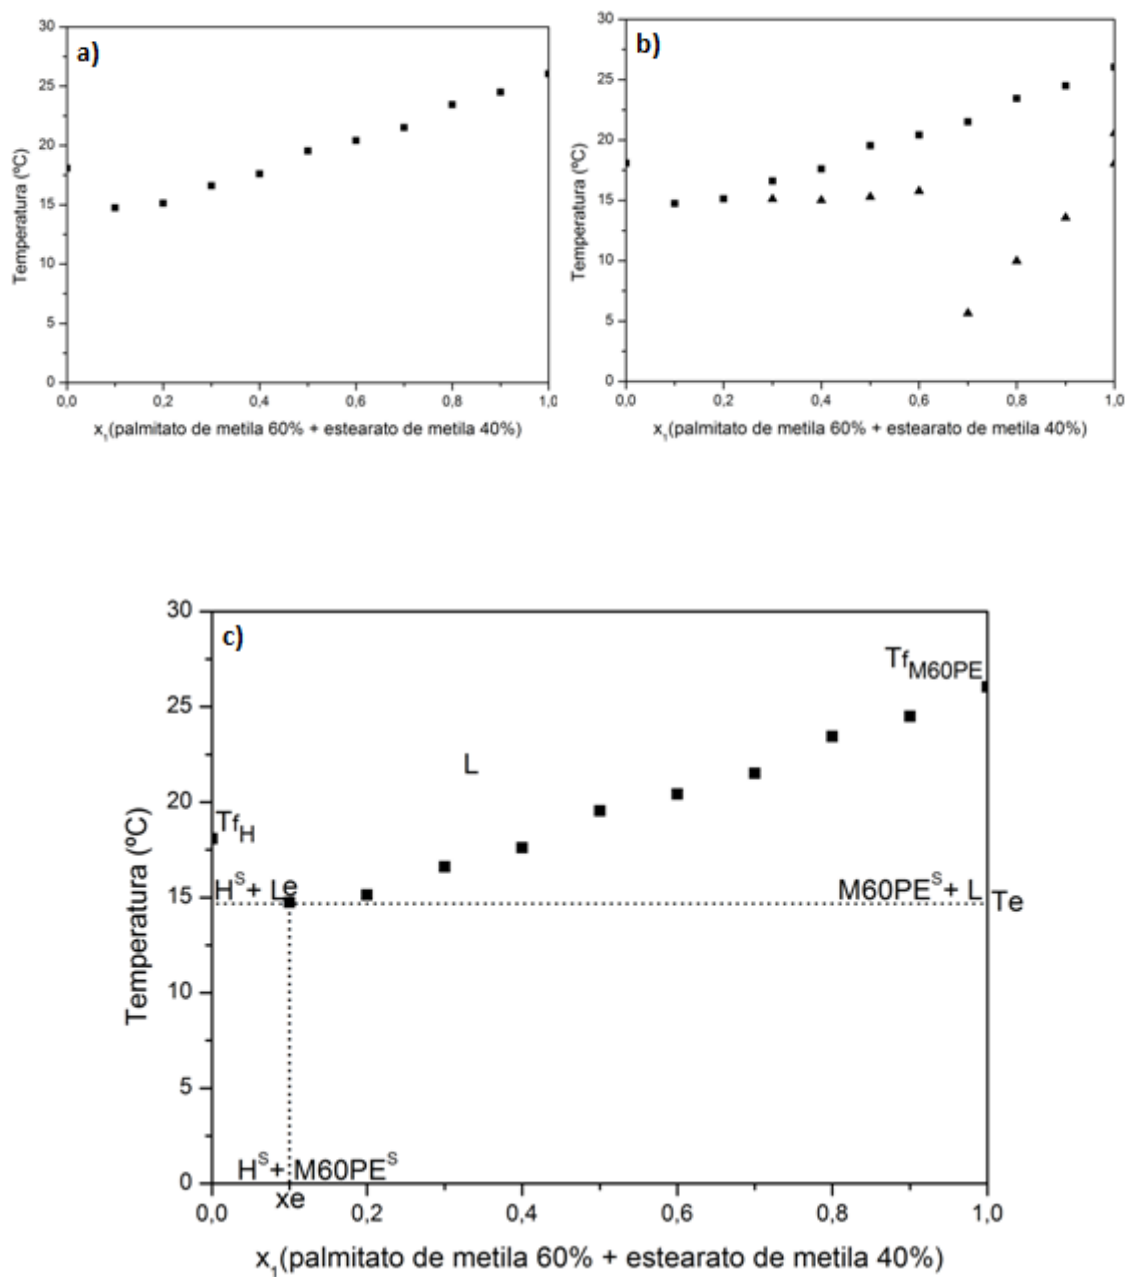 a)
30
25
20
15
10
5
0
Temperatura (ºC)
0,0 0,2 0,4 0,6 0,8 1,0
x₁(palmitato de metila 60% + estearato de metila 40%)
b)
30
25
20
15
10
5
0
Temperatura (ºC)
0,0 0,2 0,4 0,6 0,8 1,0
x₁(palmitato de metila 60% + estearato de metila 40%)
c)
30
25
20
15
10
5
0
Temperatura (ºC)
Tf_M60PE
L
Tf_H
H^S+ Le
M60PE^S+ L
Te
H^S+ M60PE^S
xe
0,0 0,2 0,4 0,6 0,8 1,0
x₁(palmitato de metila 60% + estearato de metila 40%)